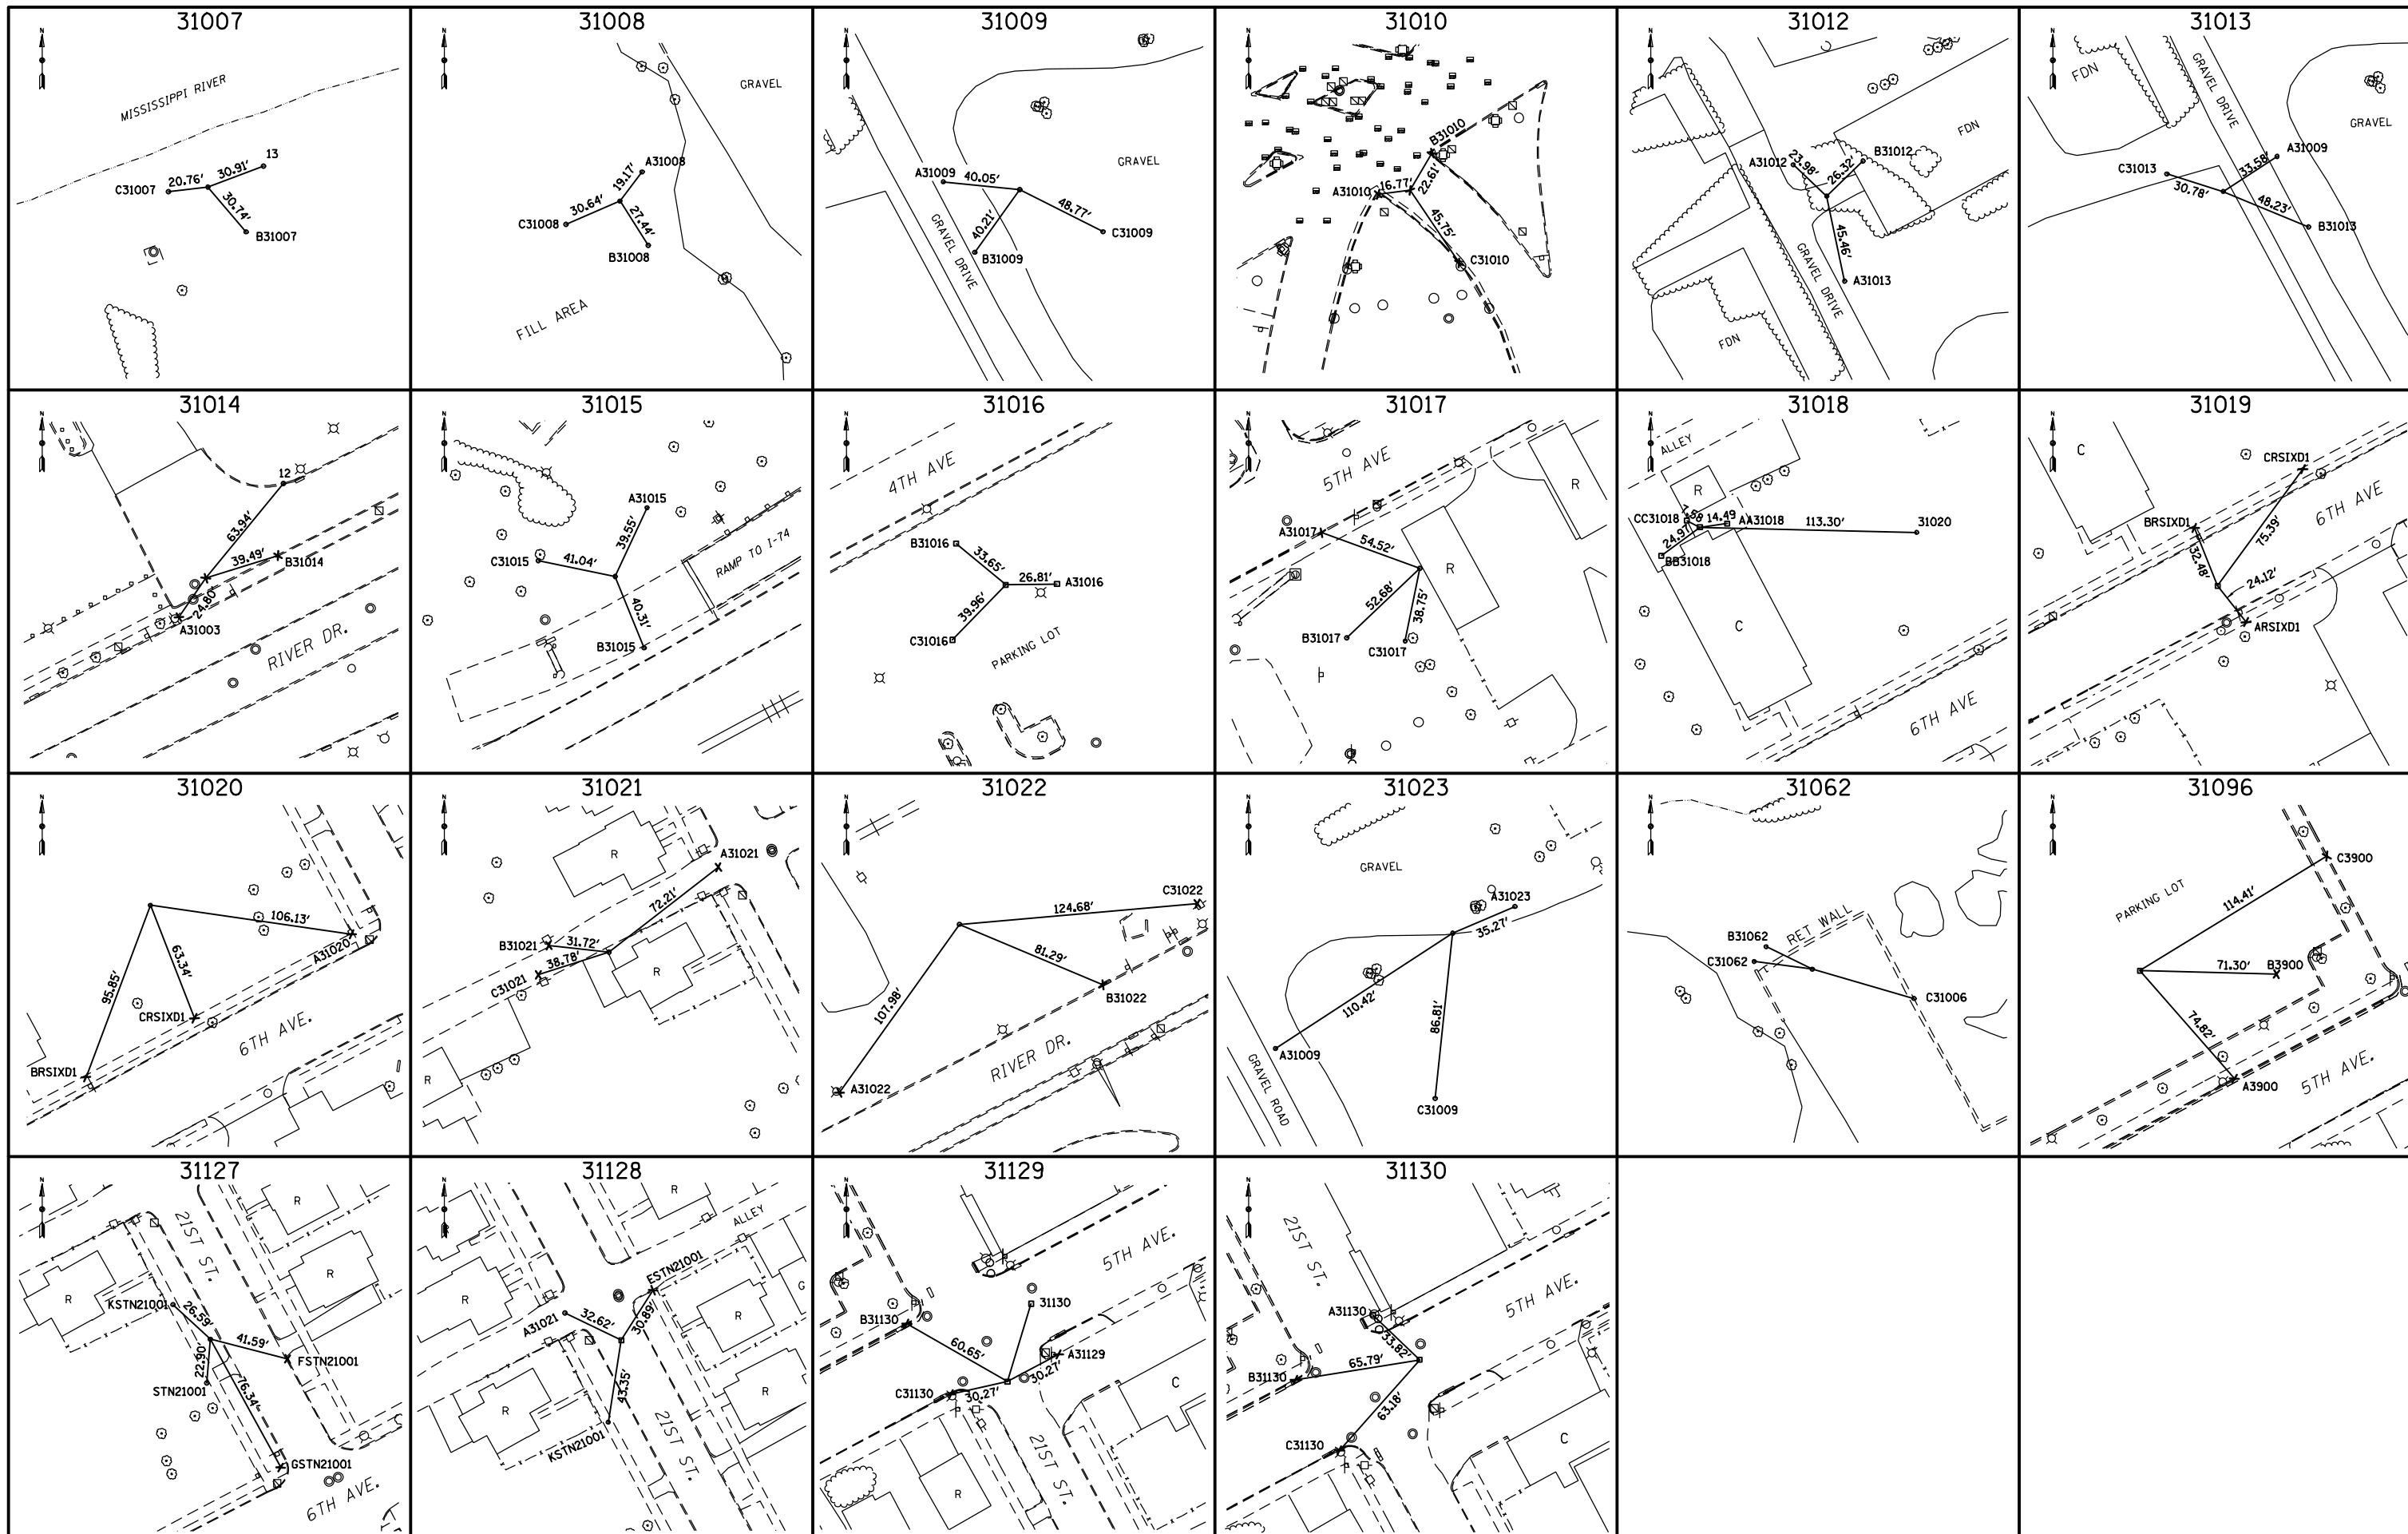 31007
N
MISSISSIPPI RIVER
13
30.91'
20.76'
C31007
30.74'
B31007
31008
N
GRAVEL
A31008
19.17'
30.64'
C31008
27.44'
B31008
FILL AREA
31009
N
GRAVEL
A31009
40.05'
48.77'
40.21'
C31009
B31009
GRAVEL DRIVE
31010
N
B31010
22.61'
A31010
16.77'
45.75'
C31010
31012
N
FDN
A31012
23.98'
B31012
26.32'
45.46'
A31013
GRAVEL DRIVE
FDN
31013
N
FDN
GRAVEL DRIVE
GRAVEL
A31009
33.58'
C31013
30.78'
48.23'
B31013
31014
N
12
63.94'
39.49'
B31014
24.80'
A31003
RIVER DR.
31015
N
A31015
39.55'
C31015
41.04'
RAMP TO I-74
40.31'
B31015
31016
N
4TH AVE
B31016
33.65'
26.81'
A31016
39.96'
C31016
PARKING LOT
31017
N
5TH AVE
R
A31017
54.52'
R
52.68'
38.75'
B31017
C31017
31018
N
ALLEY
R
CC31018
7.58
14.49
AA31018
113.30'
31020
24.97'
BB31018
C
6TH AVE
31019
N
C
CRSIXD1
6TH AVE
BRSIXD1
75.39'
32.48'
24.12'
ARSIXD1
31020
N
106.13'
A31020
63.34'
95.85'
CRSIXD1
6TH AVE.
BRSIXD1
31021
N
R
A31021
72.21'
B31021
31.72'
38.78'
C31021
R
R
31022
N
C31022
124.68'
81.29'
B31022
107.98'
RIVER DR.
A31022
31023
N
GRAVEL
A31023
35.27'
110.42'
86.81'
A31009
GRAVEL ROAD
C31009
31062
N
RET WALL
B31062
C31062
C31006
31096
N
C3900
PARKING LOT
114.41'
71.30'
B3900
74.82'
5TH AVE.
A3900
31127
N
R
21ST ST.
R
R
KSTN21001
26.59'
41.59'
FSTN21001
22.90'
STN21001
76.34'
GSTN21001
6TH AVE.
31128
N
R
R
ALLEY
ESTN21001
G
R
R
32.62'
30.89'
A31021
R
R
43.35'
KSTN21001
21ST ST.
31129
N
5TH AVE.
31130
B31130
60.65'
A31129
30.27'
C31130
30.27'
C
21ST ST.
R
31130
N
21ST ST.
5TH AVE.
A31130
33.82'
65.79'
B31130
63.18'
C31130
C